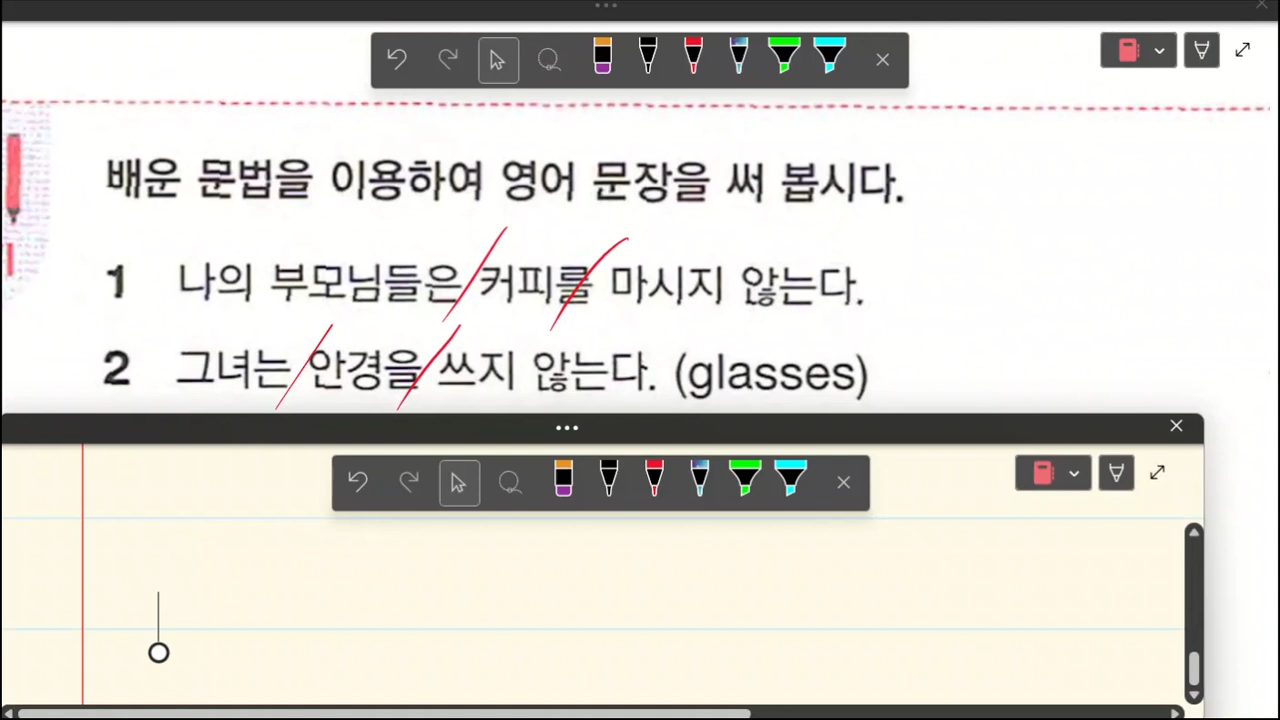 배운 문법을 이용하여 영어 문장을 써 봅시다.
1 나의 부모님들은 커피를 마시지 않는다.
2 그녀는 안경을 쓰지 않는다. (glasses)